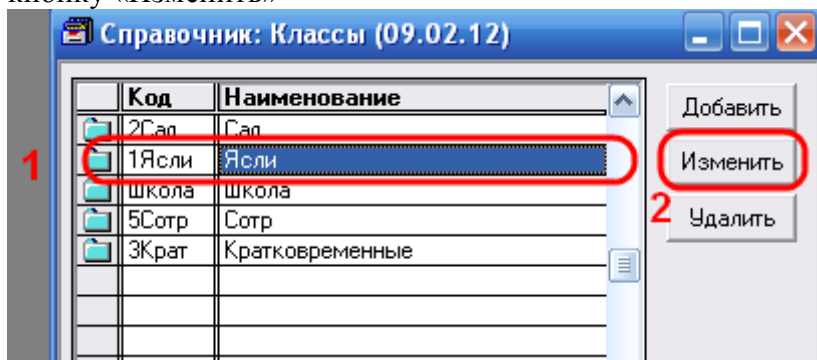 кнопку «Изменить»
Справочник: Классы (09.02.12)
Код Наименование
Добавить
2Сад Сад
1 1Ясли Ясли
Изменить
Школа Школа
2
5Сотр Сотр
Удалить
3Крат Кратковременные